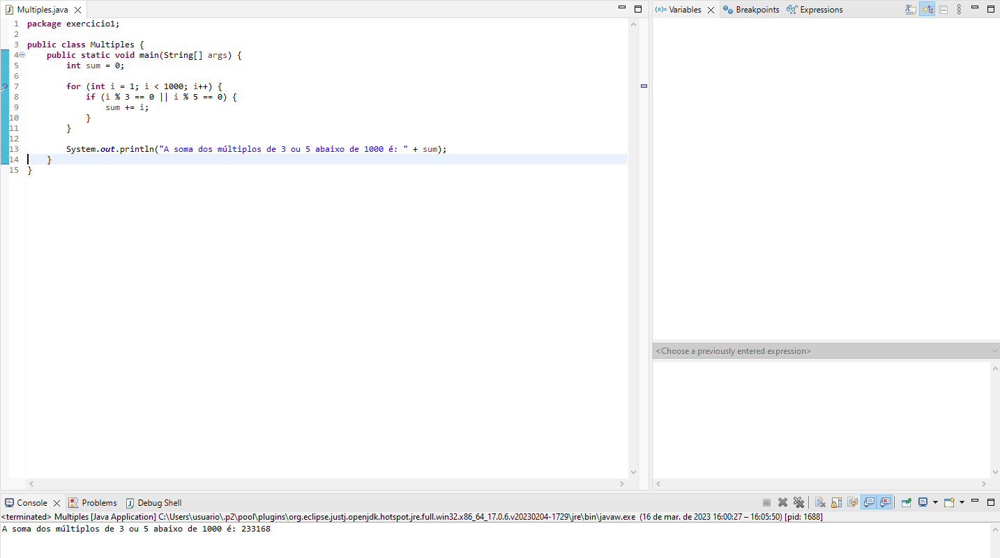 Multiples.java
1 package exercicio1;
2
3 public class Multiples {
4 public static void main(String[] args) {
5 int sum = 0;
6
7 for (int i = 1; i < 1000; i++) {
8 if (i % 3 == 0 || i % 5 == 0) {
9 sum += i;
10 }
11 }
12
13 System.out.println("A soma dos múltiplos de 3 ou 5 abaixo de 1000 é: " + sum);
14 }
15 }
(x)= Variables Breakpoints Expressions
<Choose a previously entered expression>
Console Problems Debug Shell
<terminated> Multiples [Java Application] C:\Users\usuario\.p2\pool\plugins\org.eclipse.justj.openjdk.hotspot.jre.full.win32.x86_64_17.0.6.v20230204-1729\jre\bin\javaw.exe (16 de mar. de 2023 16:00:27 – 16:05:50) [pid: 1688]
A soma dos múltiplos de 3 ou 5 abaixo de 1000 é: 233168